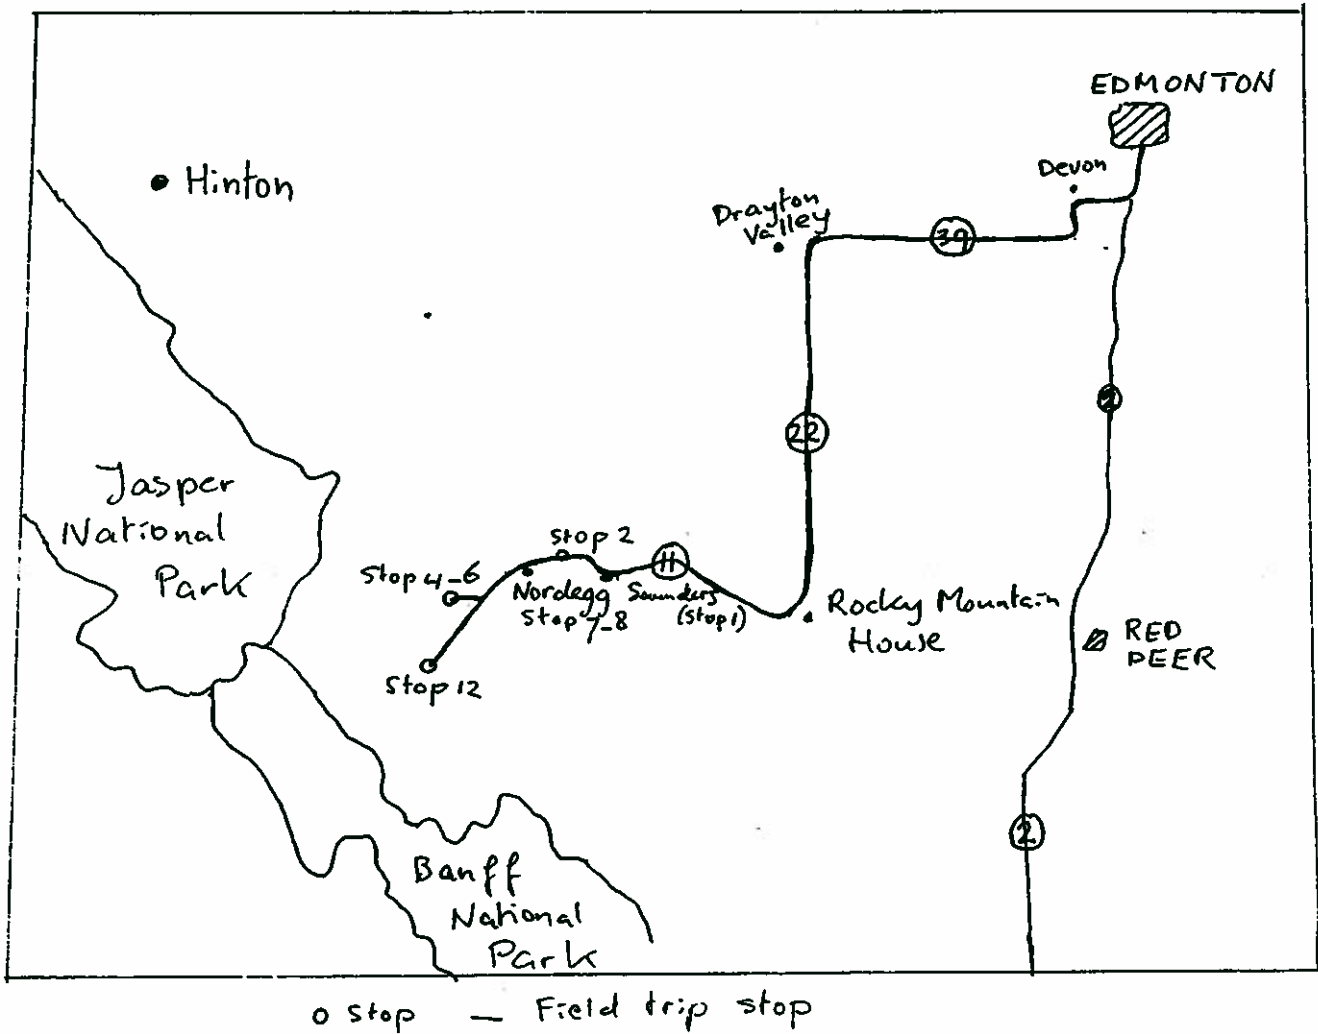 EDMONTON
Devon
Hinton
Drayton
Valley
39
2
22
Jasper
National
Park
Stop 2
11
Stop 4-6
Nordegg
Saunders
Stop 7-8
(Stop 1)
Rocky Mountain
House
RED
DEER
Stop 12
2
Banff
National
Park
o Stop — Field trip stop